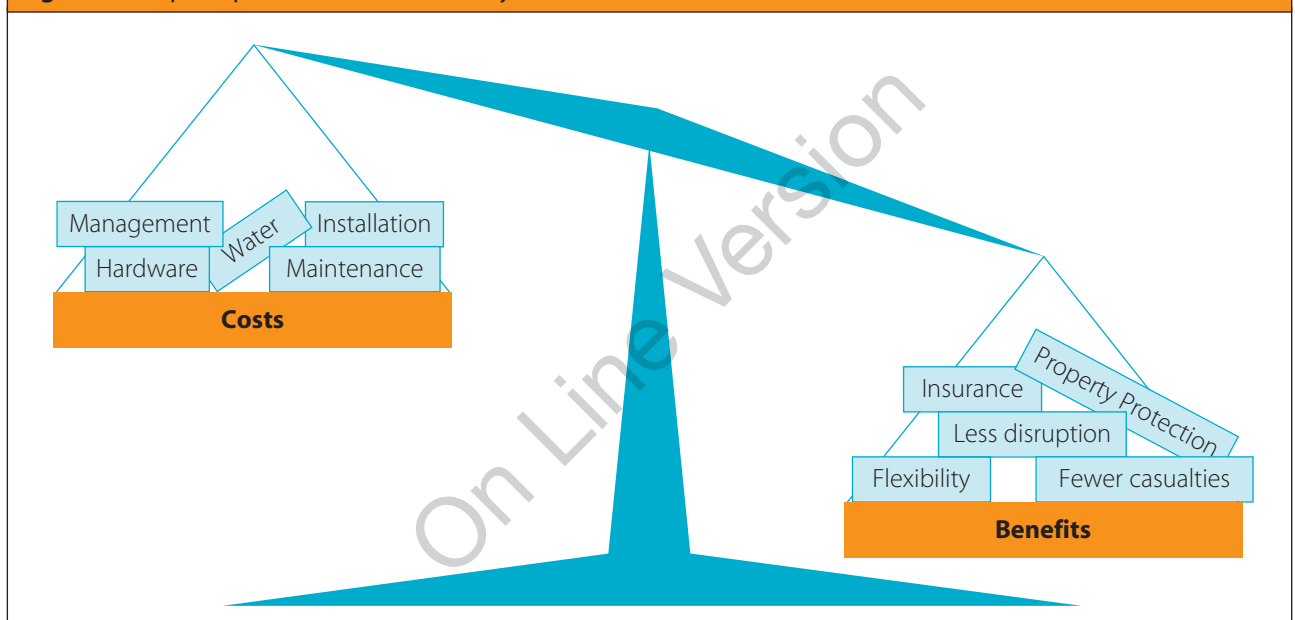 Management
Water
Installation
Hardware
Maintenance
Costs
Insurance
Property Protection
Less disruption
Flexibility
Fewer casualties
Benefits
On Line Version